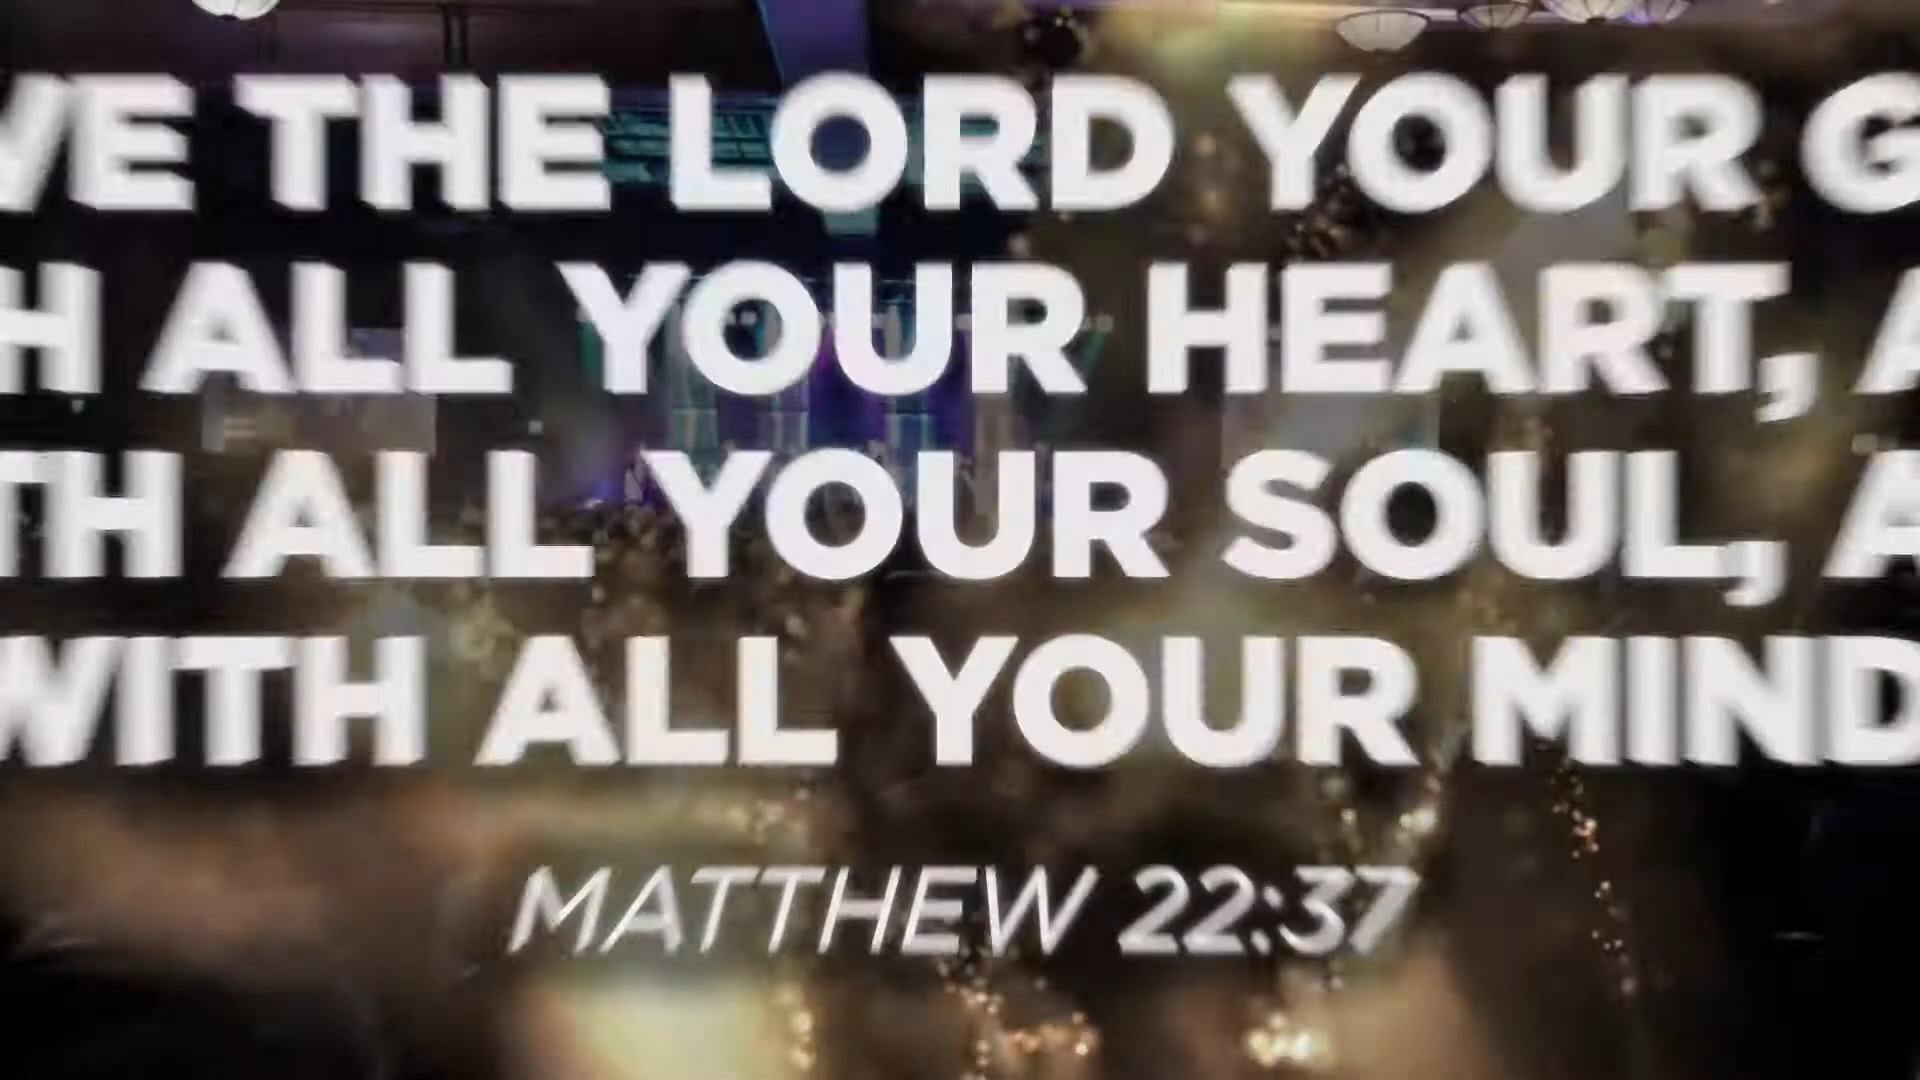 VE THE LORD YOUR G
H ALL YOUR HEART, A
TH ALL YOUR SOUL, A
WITH ALL YOUR MIND
MATTHEW 22:37